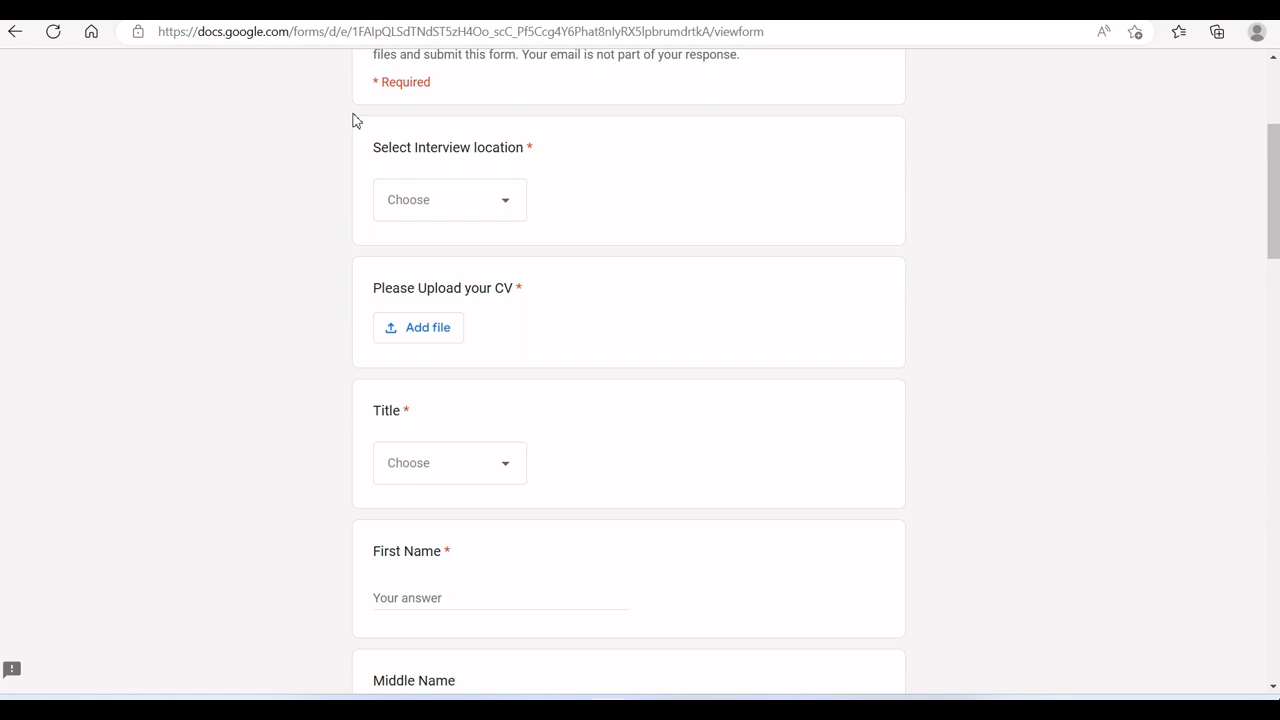 https://docs.google.com/forms/d/e/1FAIpQLSdTNdST5zH4Oo_scC_Pf5Ccg4Y6Phat8nIyRX5lpbrumdrtkA/viewform
files and submit this form. Your email is not part of your response.
* Required
Select Interview location *
Choose
Please Upload your CV *
Add file
Title *
Choose
First Name *
Your answer
Middle Name